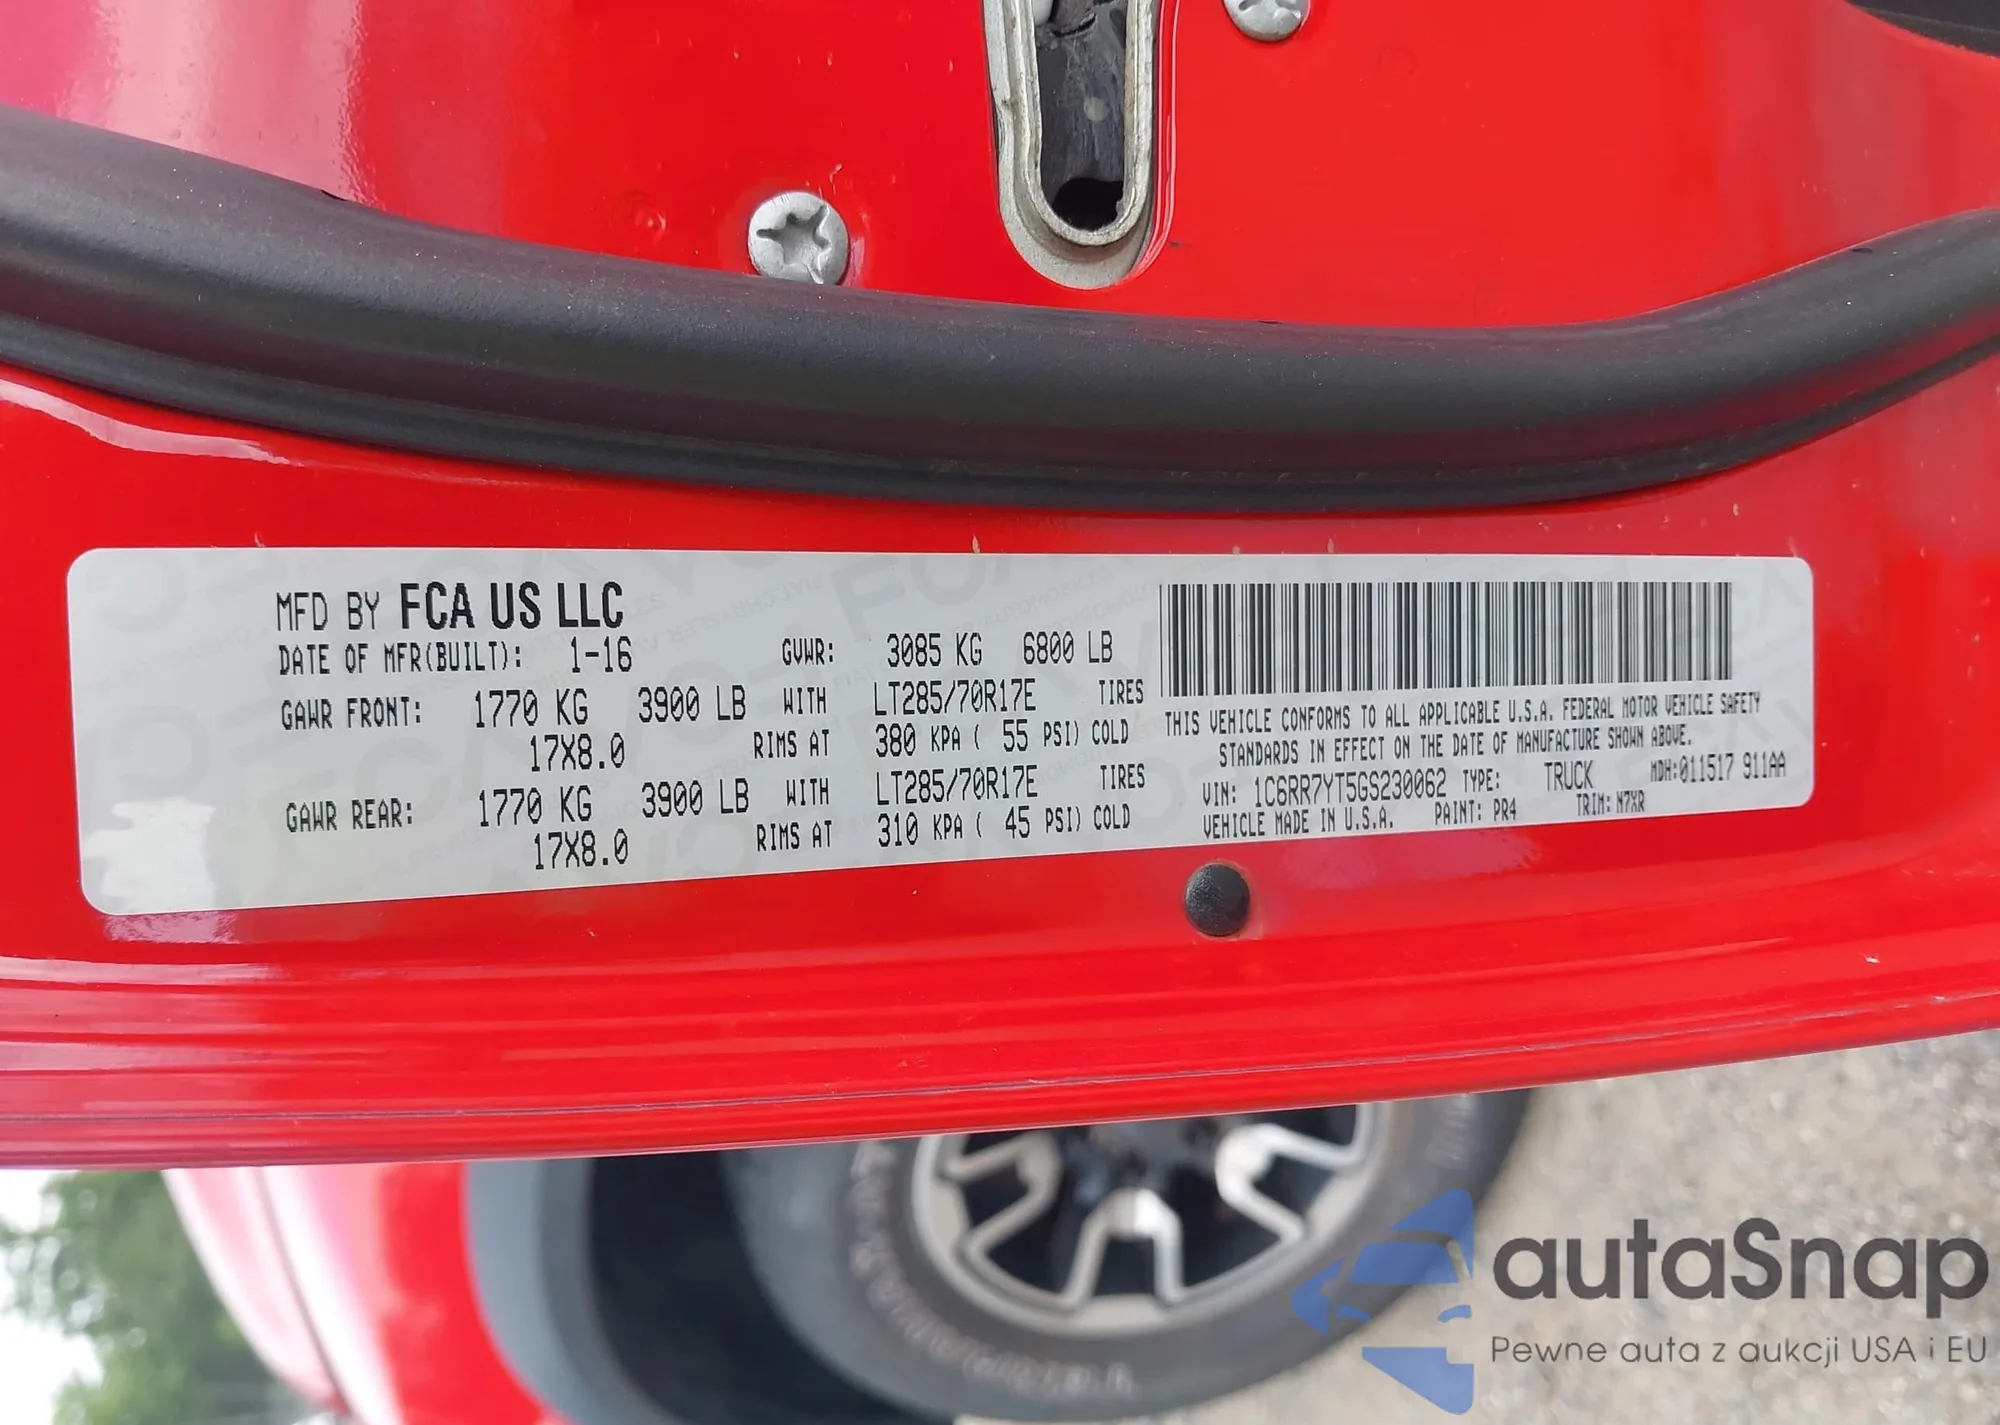 MFD BY FCA US LLC
DATE OF MFR(BUILT): 1-16 GVWR: 3085 KG 6800 LB
GAWR FRONT: 1770 KG 3900 LB WITH LT285/70R17E TIRES
17X8.0 RIMS AT 380 KPA ( 55 PSI) COLD
GAWR REAR: 1770 KG 3900 LB WITH LT285/70R17E TIRES
17X8.0 RIMS AT 310 KPA ( 45 PSI) COLD
THIS VEHICLE CONFORMS TO ALL APPLICABLE U.S.A. FEDERAL MOTOR VEHICLE SAFETY
STANDARDS IN EFFECT ON THE DATE OF MANUFACTURE SHOWN ABOVE.
VIN: 1C6RR7YT5GS230062 TYPE: TRUCK MDH:011517 911AA
VEHICLE MADE IN U.S.A. PAINT: PR4 TRIM: M7XR
autaSnap
Pewne auta z aukcji USA i EU